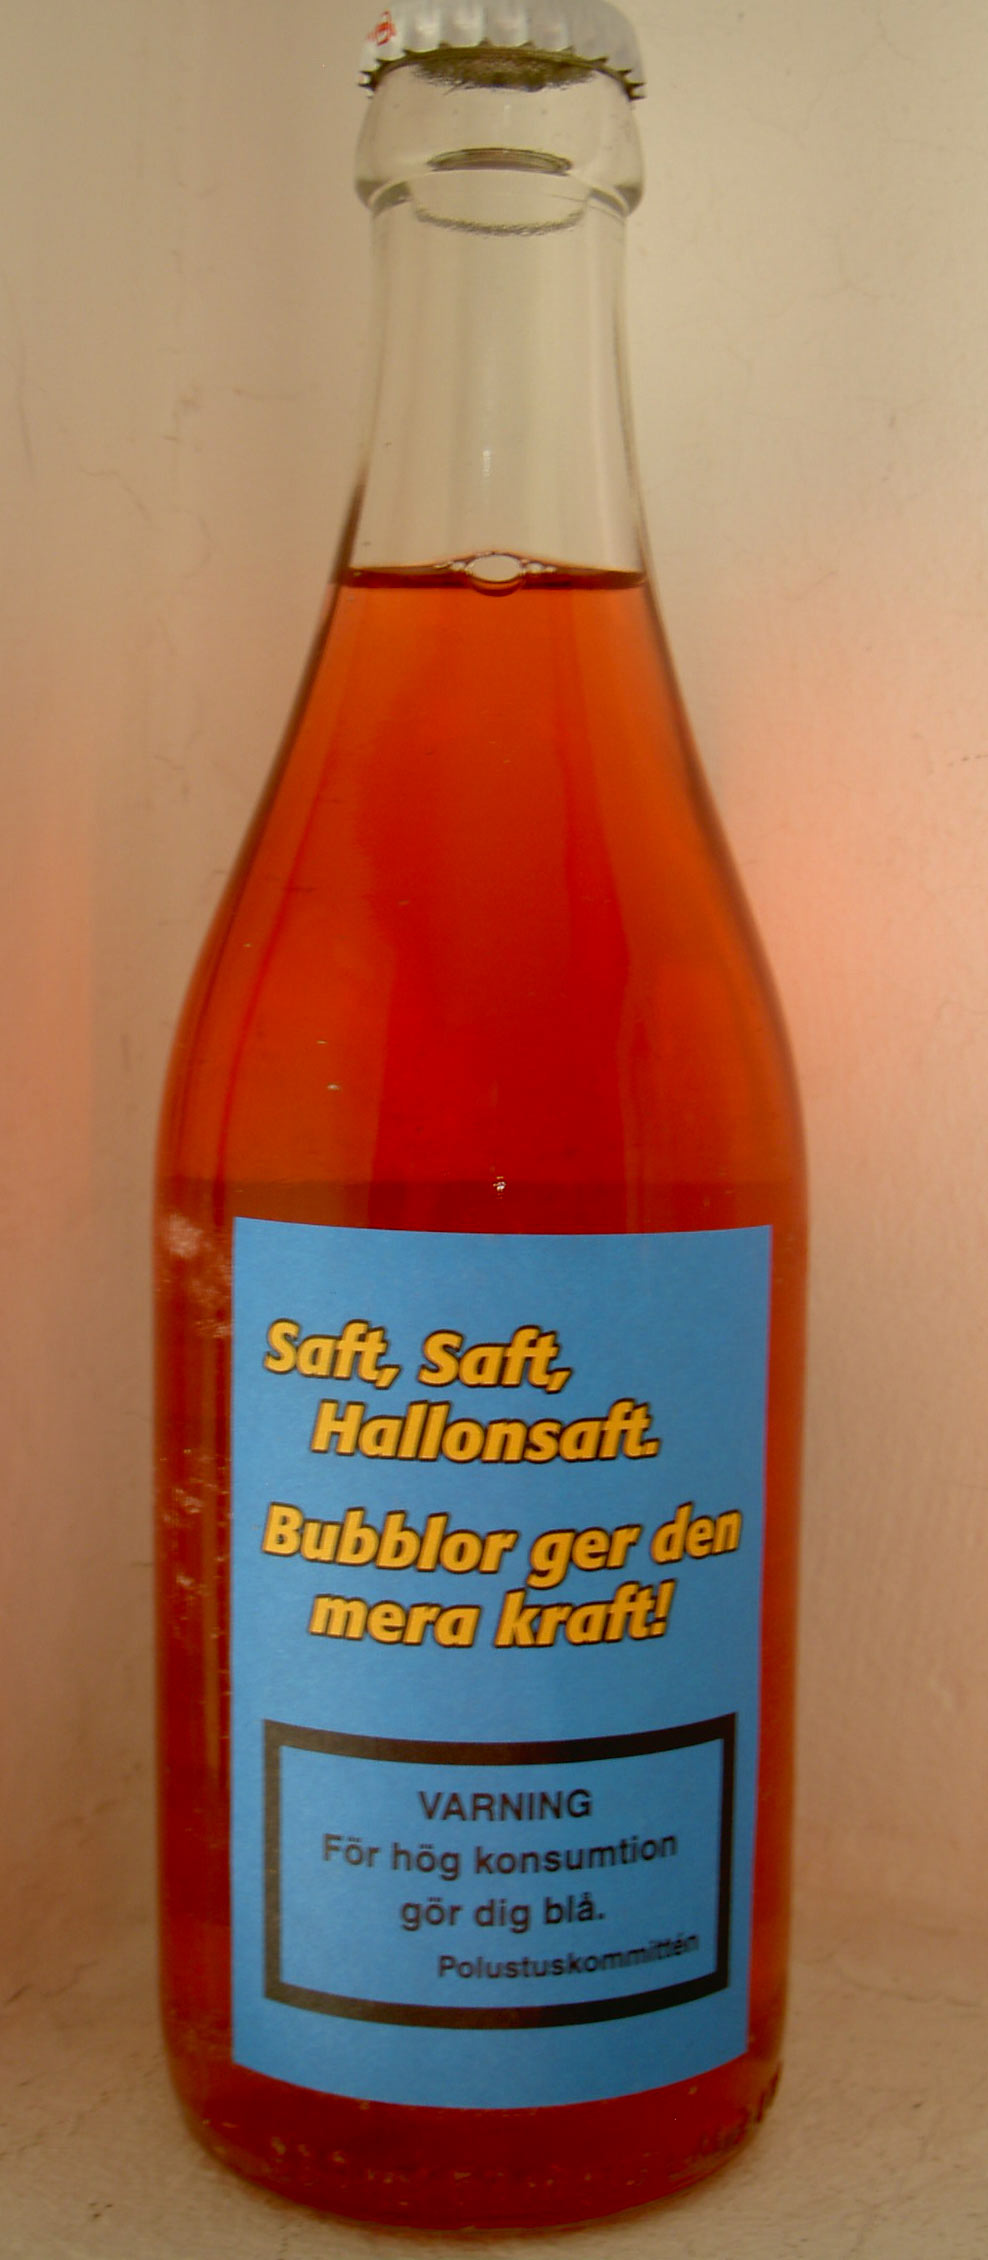 Saft, Saft,
Hallonsaft.
Bubblor ger den
mera kraft!
VARNING
För hög konsumtion
gör dig blå.
Polustuskommittén